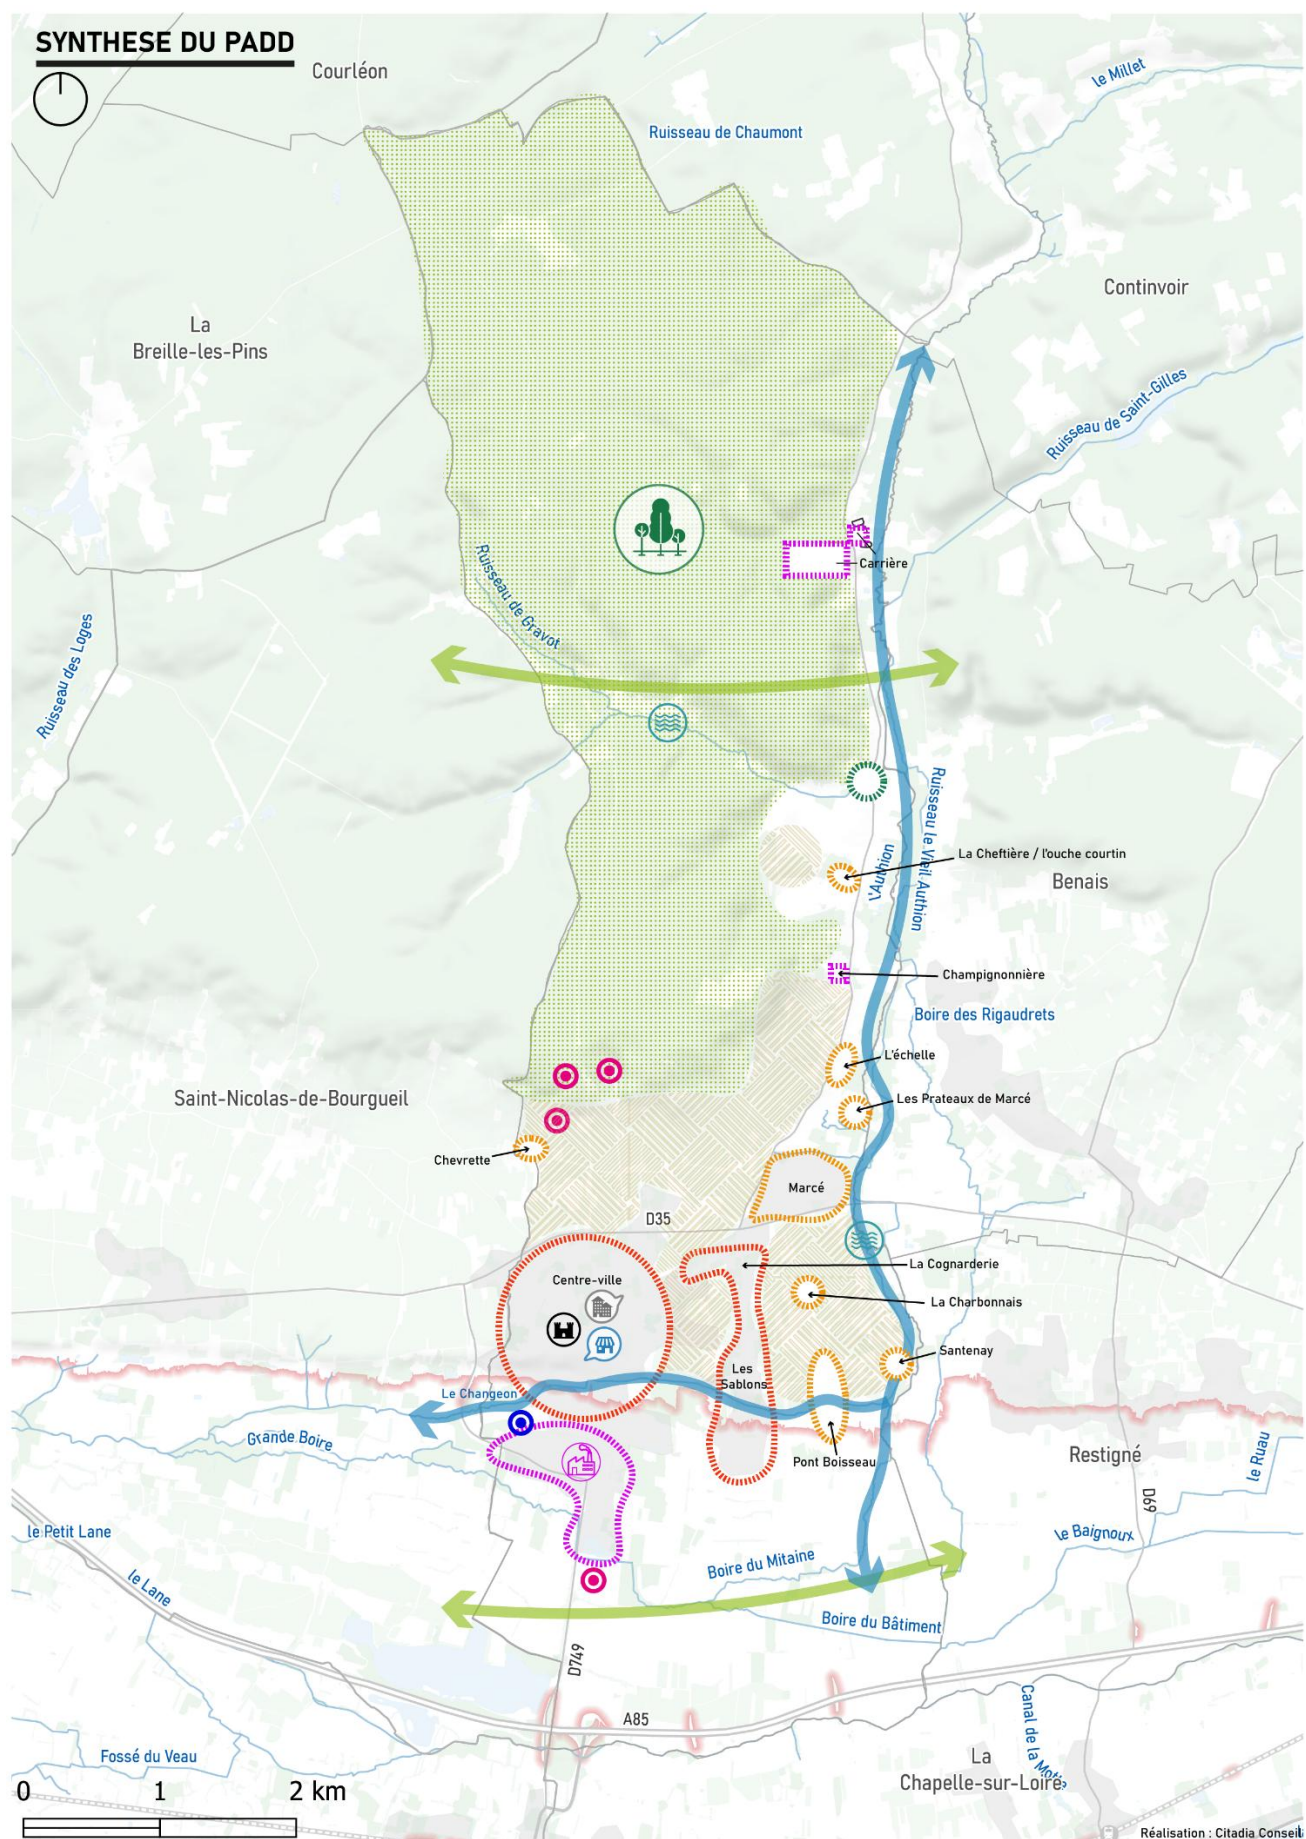 SYNTHESE DU PADD
Courléon
le Millet
Ruisseau de Chaumont
Continvoir
La
Breille-les-Pins
Ruisseau de Saint-Gilles
Carrière
Ruisseau de Gravot
Ruisseau des Loges
Ruisseau le Vieil Authion
L'Authion
La Cheftière / l'ouche courtin
Benais
Champignonnière
Boire des Rigaudrets
L'échelle
Saint-Nicolas-de-Bourgueil
Les Prateaux de Marcé
Chevrette
Marcé
D35
La Cognarderie
Centre-ville
La Charbonnais
Santenay
Les
Sablons
Le Changeon
Grande Boire
Pont Boisseau
Restigné
le Ruau
D69
le Petit Lane
le Baignoux
Boire du Mitaine
le Lane
Boire du Bâtiment
D749
A85
Canal de la Motte
Fossé du Veau
La
Chapelle-sur-Loire
0 1 2 km
Réalisation : Citadia Conseil